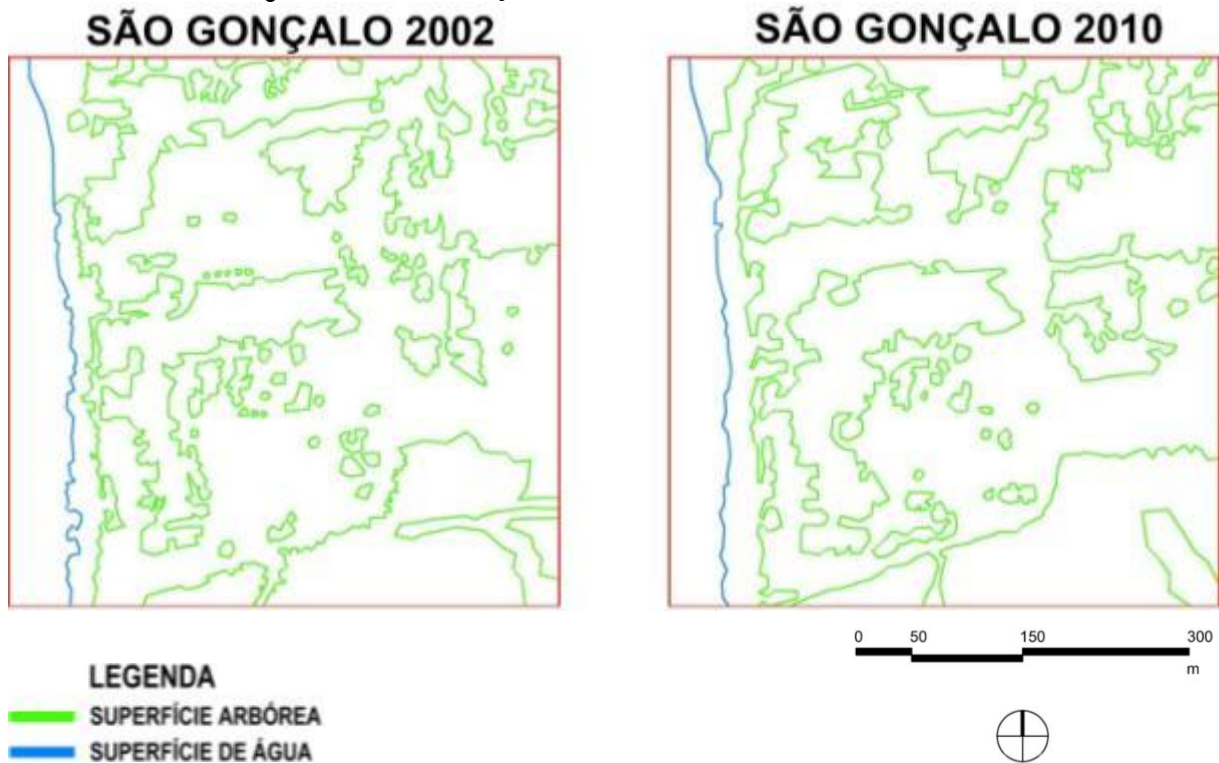 SÃO GONÇALO 2002
SÃO GONÇALO 2010
0 50 150 300
m
LEGENDA
SUPERFÍCIE ARBÓREA
SUPERFÍCIE DE ÁGUA